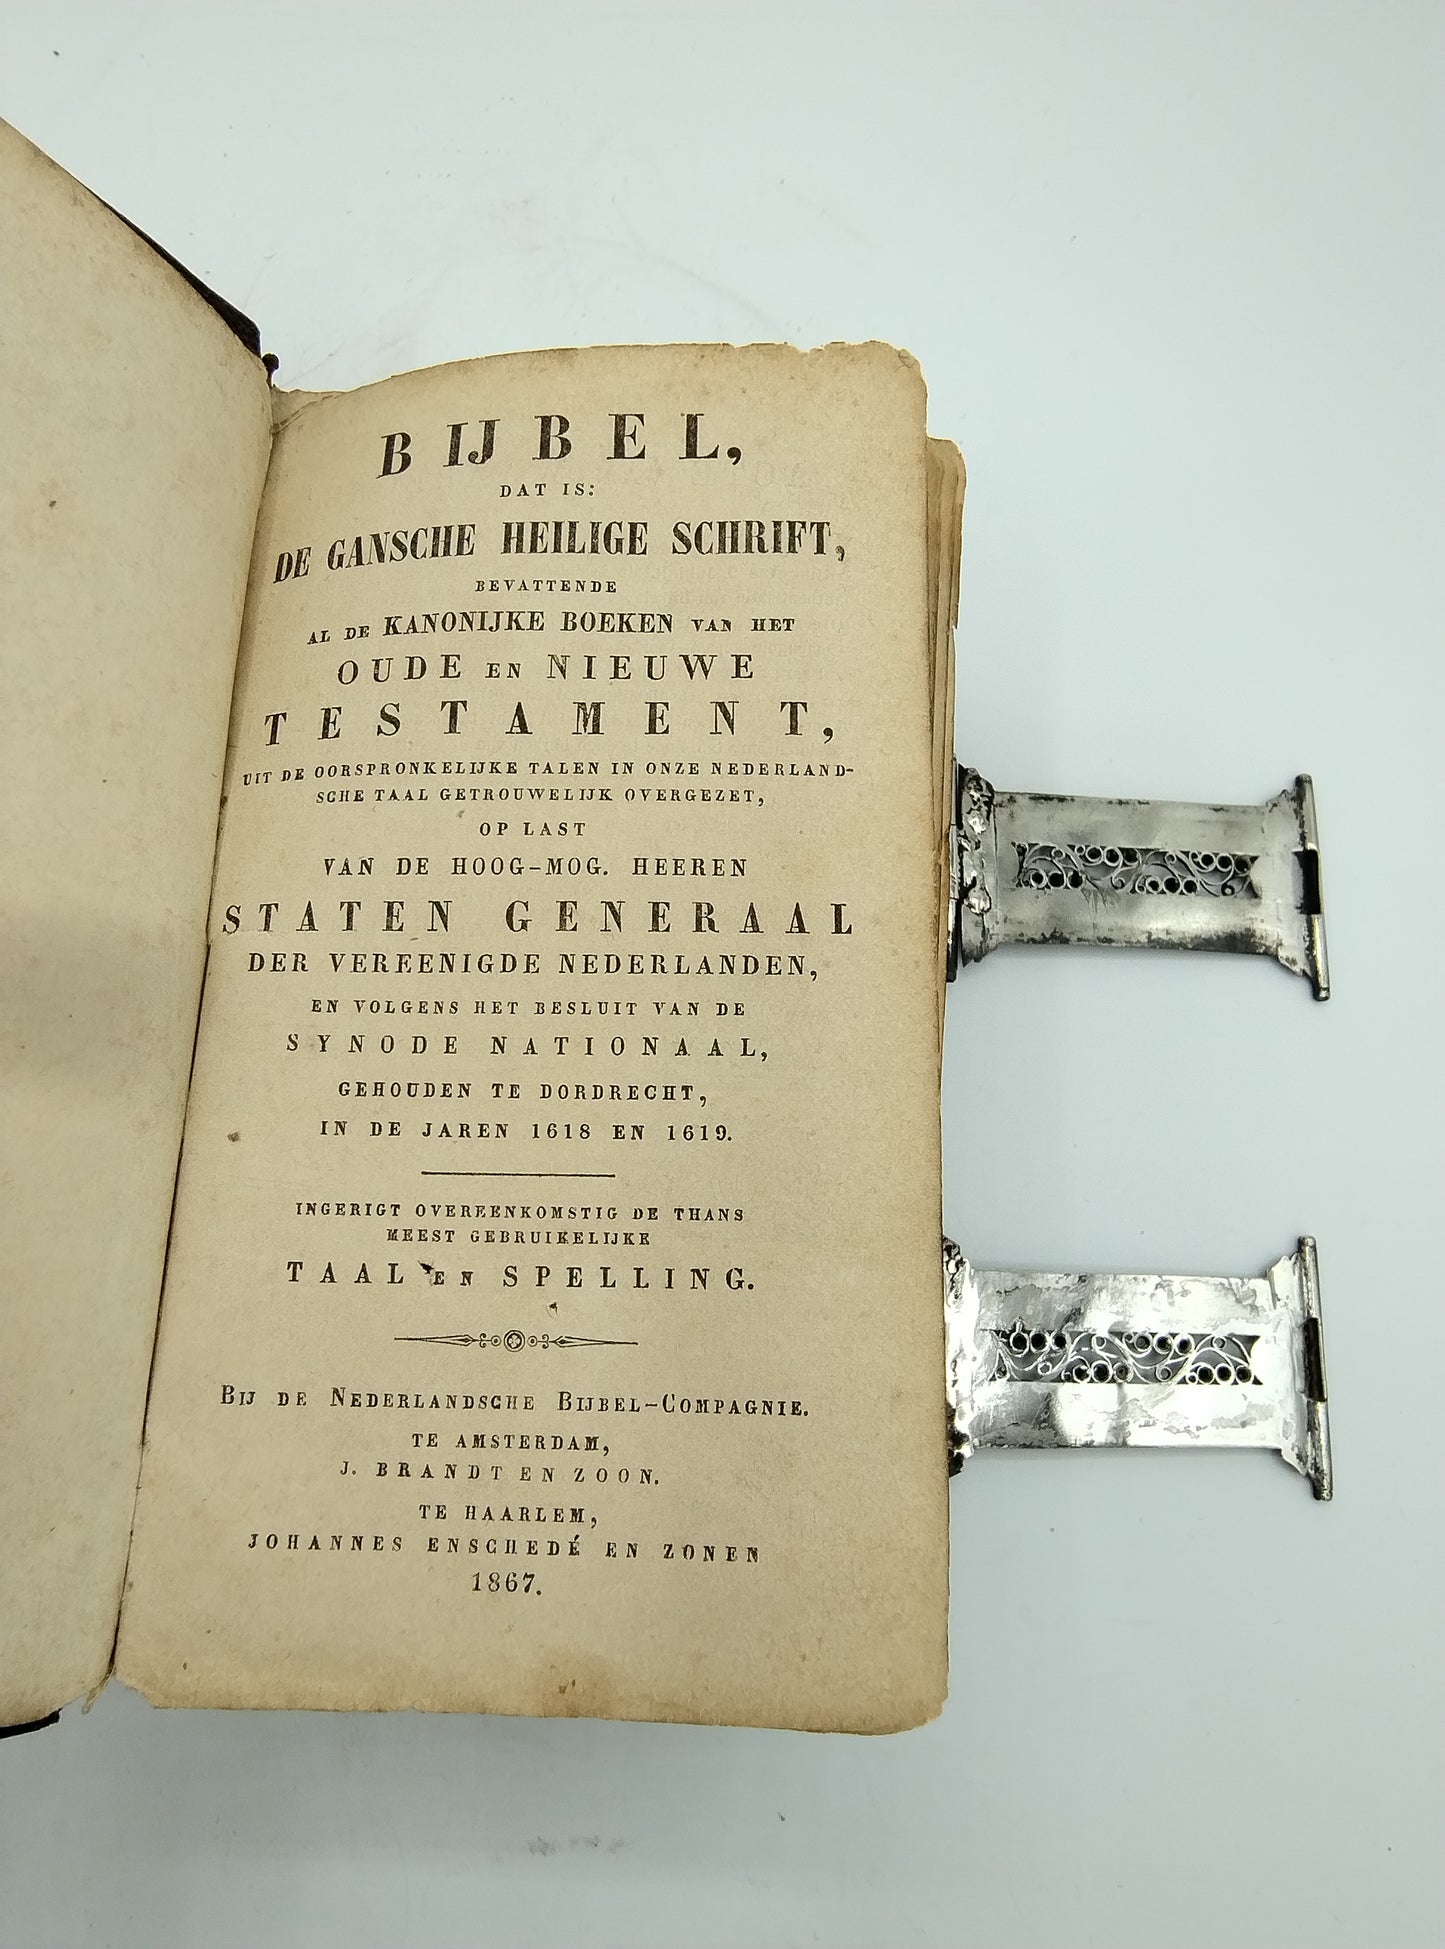 BIJBEL,
DAT IS:
DE GANSCHE HEILIGE SCHRIFT,
BEVATTENDE
AL DE KANONIJKE BOEKEN VAN HET
OUDE EN NIEUWE
TESTAMENT,
UIT DE OORSPRONKELIJKE TALEN IN ONZE NEDERLAND-
SCHE TAAL GETROUWELIJK OVERGEZET,
OP LAST
VAN DE HOOG-MOG. HEEREN
STATEN GENERAAL
DER VEREENIGDE NEDERLANDEN,
EN VOLGENS HET BESLUIT VAN DE
SYNODE NATIONAAL,
GEHOUDEN TE DORDRECHT,
IN DE JAREN 1618 EN 1619.
INGERIGT OVEREENKOMSTIG DE THANS
MEEST GEBRUIKELIJKE
TAAL EN SPELLING.
BIJ DE NEDERLANDSCHE BIJBEL-COMPAGNIE.
TE AMSTERDAM,
J. BRANDT EN ZOON.
TE HAARLEM,
JOHANNES ENSCHEDÉ EN ZONEN
1867.